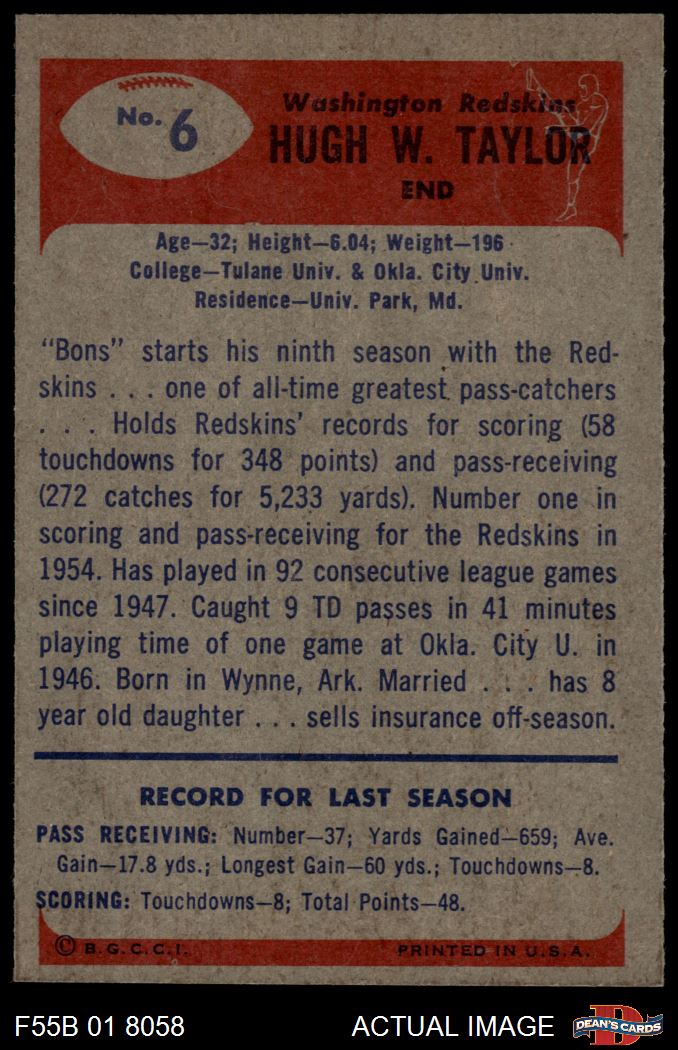 No. 6
Washington Redskins
HUGH W. TAYLOR
END
Age—32; Height—6.04; Weight—196
College—Tulane Univ. & Okla. City Univ.
Residence—Univ. Park, Md.
"Bons" starts his ninth season with the Red-
skins . . . one of all-time greatest pass-catchers
. . . Holds Redskins' records for scoring (58
touchdowns for 348 points) and pass-receiving
(272 catches for 5,233 yards). Number one in
scoring and pass-receiving for the Redskins in
1954. Has played in 92 consecutive league games
since 1947. Caught 9 TD passes in 41 minutes
playing time of one game at Okla. City U. in
1946. Born in Wynne, Ark. Married . . . has 8
year old daughter . . . sells insurance off-season.
RECORD FOR LAST SEASON
PASS RECEIVING: Number—37; Yards Gained—659; Ave.
Gain—17.8 yds.; Longest Gain—60 yds.; Touchdowns—8.
SCORING: Touchdowns—8; Total Points—48.
© B.G.C.C.I. PRINTED IN U.S.A.
F55B 01 8058 ACTUAL IMAGE D DEAN'S CARDS